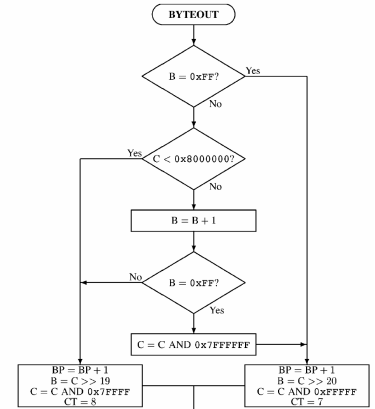 BYTEOUT
B = 0xFF?
Yes
No
C < 0x8000000?
Yes
No
B = B + 1
B = 0xFF?
No
Yes
C = C AND 0x7FFFFFF
BP = BP + 1
B = C >> 19
C = C AND 0x7FFFF
CT = 8
BP = BP + 1
B = C >> 20
C = C AND 0xFFFFF
CT = 7